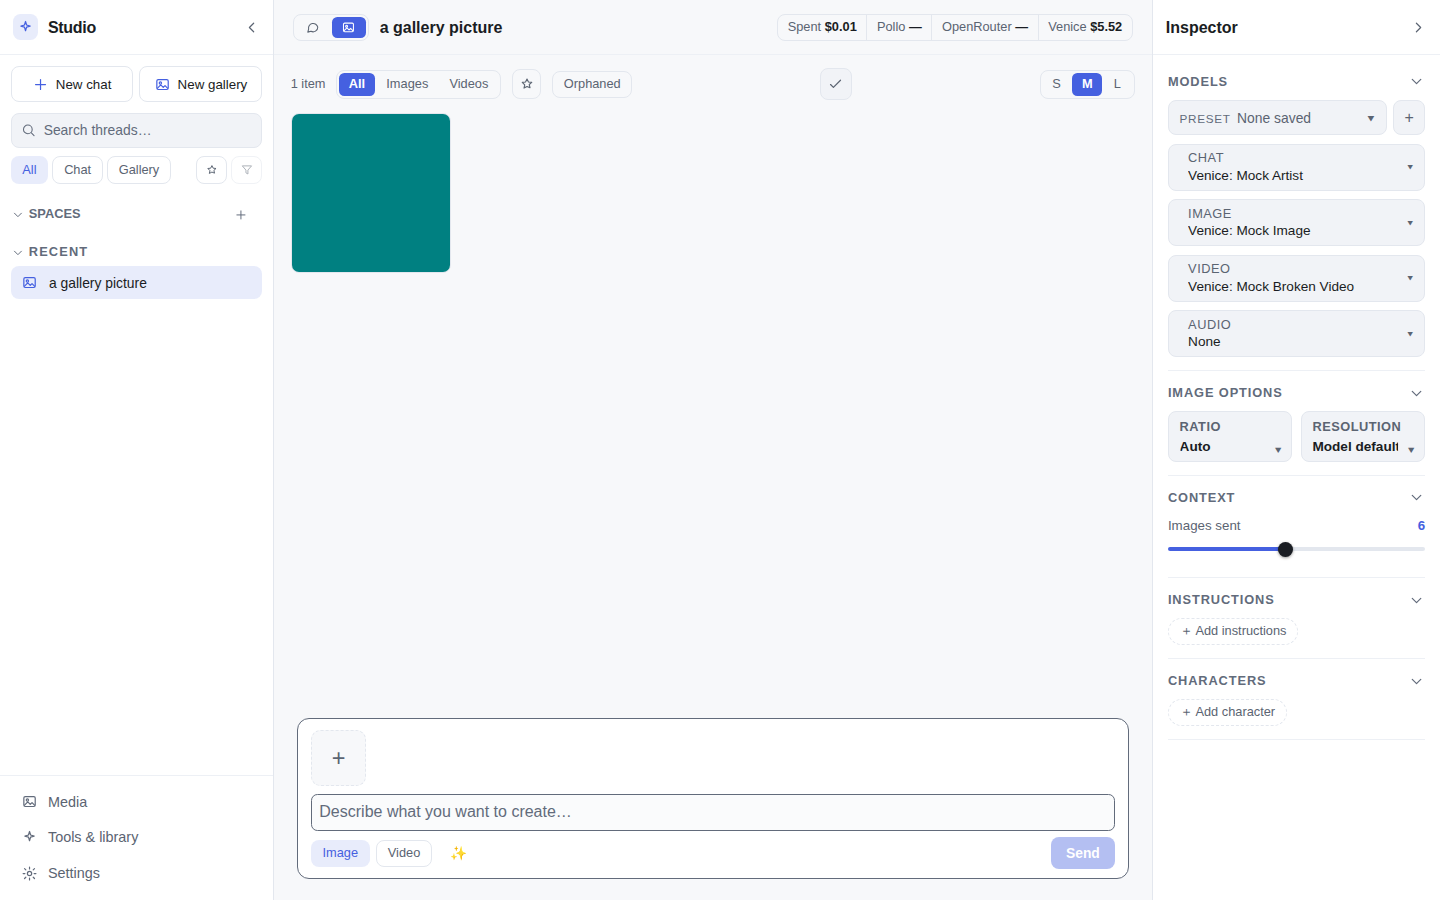 Studio
New chat
New gallery
Search threads…
All
Chat
Gallery
SPACES
RECENT
a gallery picture
Media
Tools & library
Settings
a gallery picture
Spent $0.01
Pollo —
OpenRouter —
Venice $5.52
1 item
All
Images
Videos
Orphaned
S
M
L
Describe what you want to create…
Image
Video
Send
Inspector
MODELS
PRESET None saved
CHAT
Venice: Mock Artist
IMAGE
Venice: Mock Image
VIDEO
Venice: Mock Broken Video
AUDIO
None
IMAGE OPTIONS
RATIO
Auto
RESOLUTION
Model default
CONTEXT
Images sent 6
INSTRUCTIONS
+ Add instructions
CHARACTERS
+ Add character